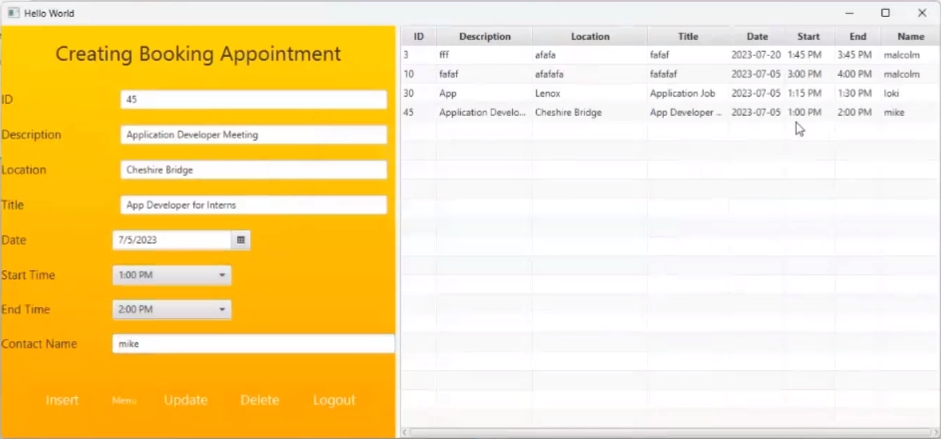 Hello World
Creating Booking Appointment
ID 45
Description Application Developer Meeting
Location Cheshire Bridge
Title App Developer for Interns
Date 7/5/2023
Start Time 1:00 PM
End Time 2:00 PM
Contact Name mike
Insert Menu Update Delete Logout
ID Description Location Title Date Start End Name
3 fff afafa fafaf 2023-07-20 1:45 PM 3:45 PM malcolm
10 fafaf afafafa fafafaf 2023-07-05 3:00 PM 4:00 PM malcolm
30 App Lenox Application Job 2023-07-05 1:15 PM 1:30 PM loki
45 Application Develo... Cheshire Bridge App Developer ... 2023-07-05 1:00 PM 2:00 PM mike